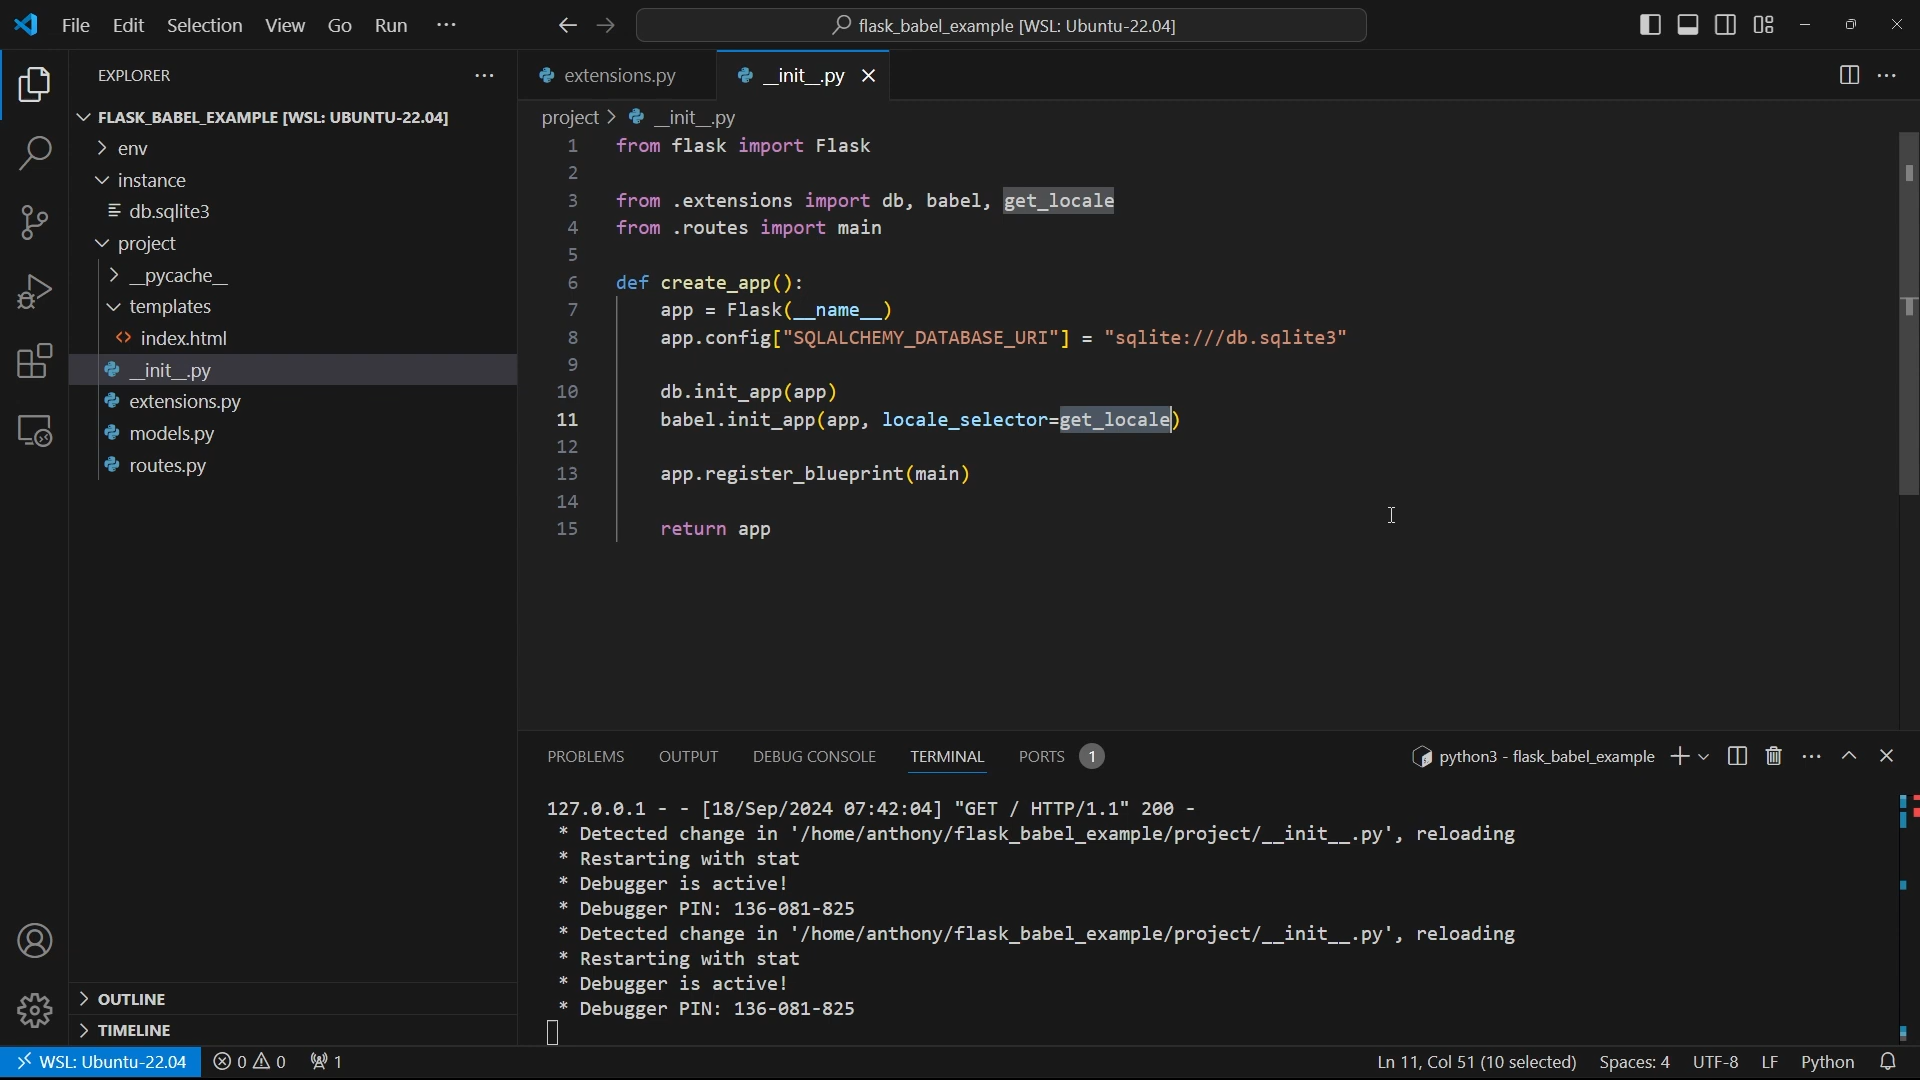 File Edit Selection View Go Run ···
flask_babel_example [WSL: Ubuntu-22.04]
EXPLORER
FLASK_BABEL_EXAMPLE [WSL: UBUNTU-22.04]
env
instance
db.sqlite3
project
__pycache__
templates
index.html
__init__.py
extensions.py
models.py
routes.py
OUTLINE
TIMELINE
extensions.py
__init__.py
project > __init__.py
1 from flask import Flask
2
3 from .extensions import db, babel, get_locale
4 from .routes import main
5
6 def create_app():
7     app = Flask(__name__)
8     app.config["SQLALCHEMY_DATABASE_URI"] = "sqlite:///db.sqlite3"
9
10     db.init_app(app)
11     babel.init_app(app, locale_selector=get_locale)
12
13     app.register_blueprint(main)
14
15     return app
PROBLEMS OUTPUT DEBUG CONSOLE TERMINAL PORTS 1
python3 - flask_babel_example
127.0.0.1 - - [18/Sep/2024 07:42:04] "GET / HTTP/1.1" 200 -
 * Detected change in '/home/anthony/flask_babel_example/project/__init__.py', reloading
 * Restarting with stat
 * Debugger is active!
 * Debugger PIN: 136-081-825
 * Detected change in '/home/anthony/flask_babel_example/project/__init__.py', reloading
 * Restarting with stat
 * Debugger is active!
 * Debugger PIN: 136-081-825
WSL: Ubuntu-22.04 0 0 1
Ln 11, Col 51 (10 selected) Spaces: 4 UTF-8 LF Python